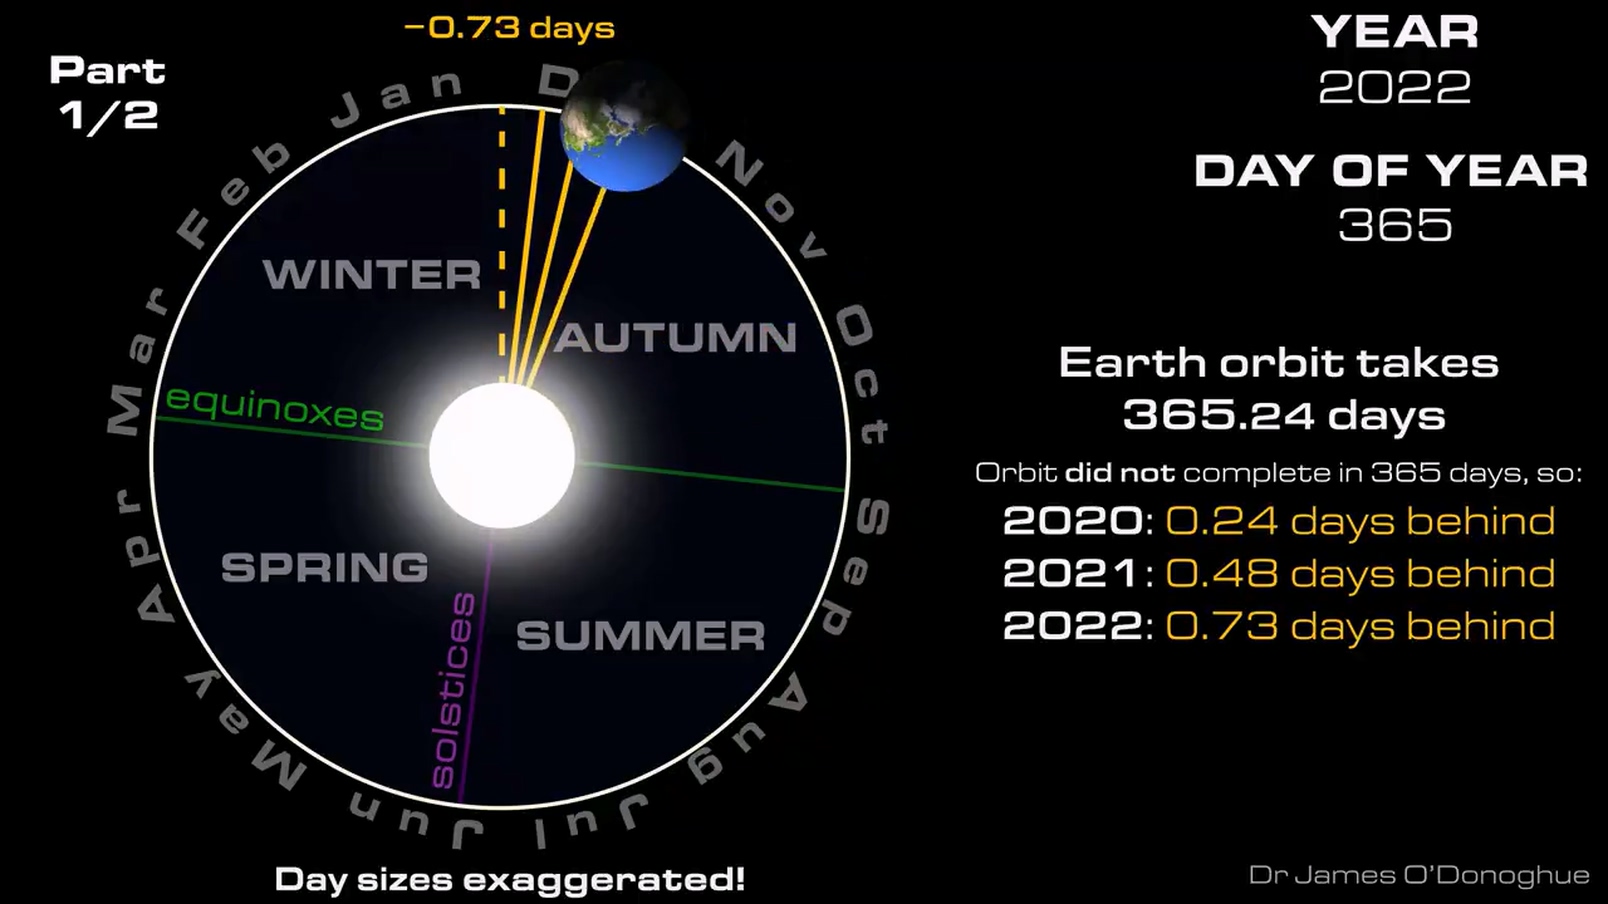 −0.73 days
Part
1/2
YEAR
2022
DAY OF YEAR
365
Jan
Feb
Mar
Apr
May
Jun
Jul
Aug
Sep
Oct
Nov
D
WINTER
AUTUMN
SPRING
SUMMER
equinoxes
solstices
Earth orbit takes
365.24 days
Orbit did not complete in 365 days, so:
2020: 0.24 days behind
2021: 0.48 days behind
2022: 0.73 days behind
Day sizes exaggerated!
Dr James O'Donoghue